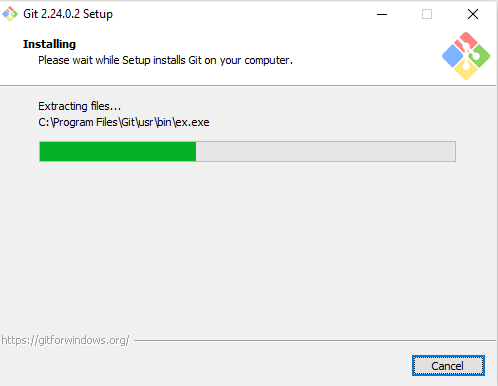 Git 2.24.0.2 Setup
Installing
Please wait while Setup installs Git on your computer.
Extracting files...
C:\Program Files\Git\usr\bin\ex.exe
https://gitforwindows.org/
Cancel